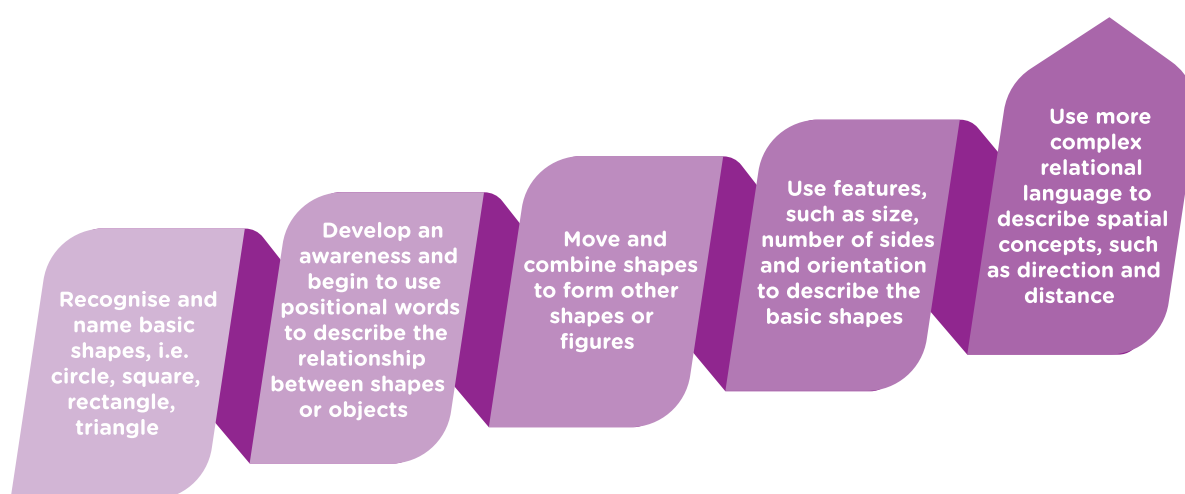 Recognise and
name basic
shapes, i.e.
circle, square,
rectangle,
triangle
Develop an
awareness and
begin to use
positional words
to describe the
relationship
between shapes
or objects
Move and
combine shapes
to form other
shapes or
figures
Use features,
such as size,
number of sides
and orientation
to describe the
basic shapes
Use more
complex
relational
language to
describe spatial
concepts, such
as direction and
distance